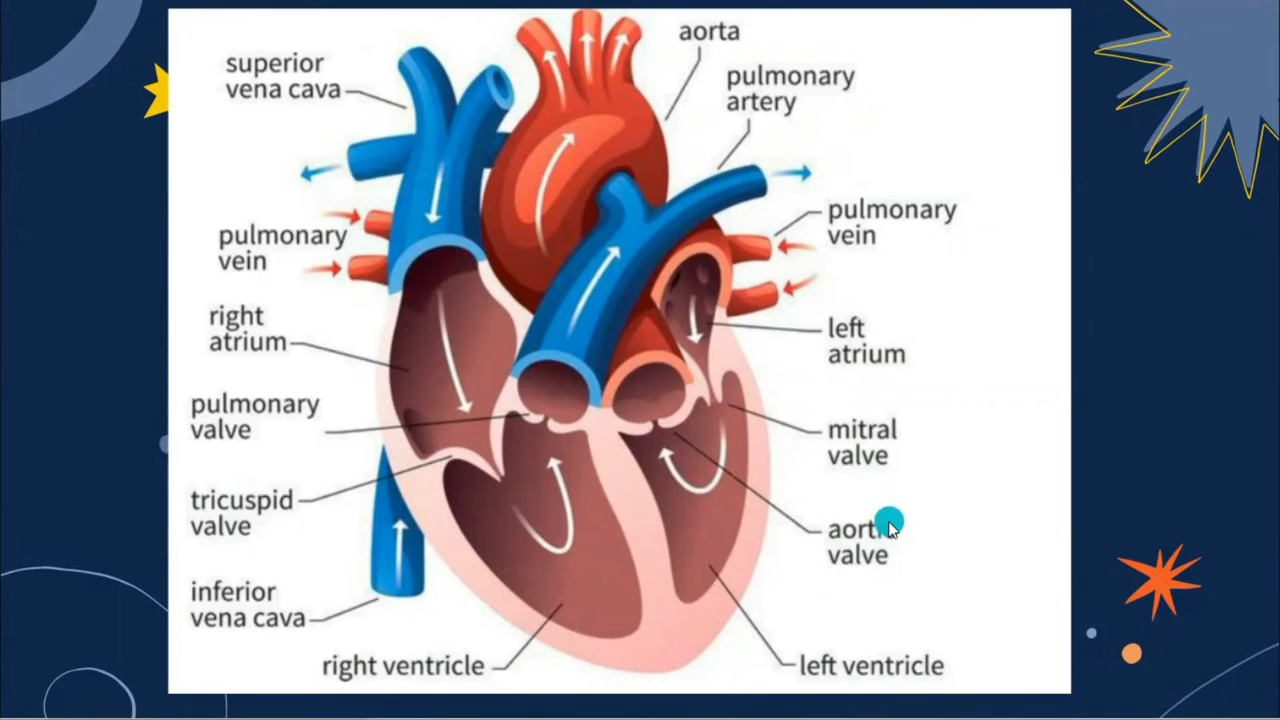 aorta
superior
vena cava
pulmonary
artery
pulmonary
vein
pulmonary
vein
right
atrium
left
atrium
pulmonary
valve
mitral
valve
tricuspid
valve
valve
inferior
vena cava
right ventricle
left ventricle